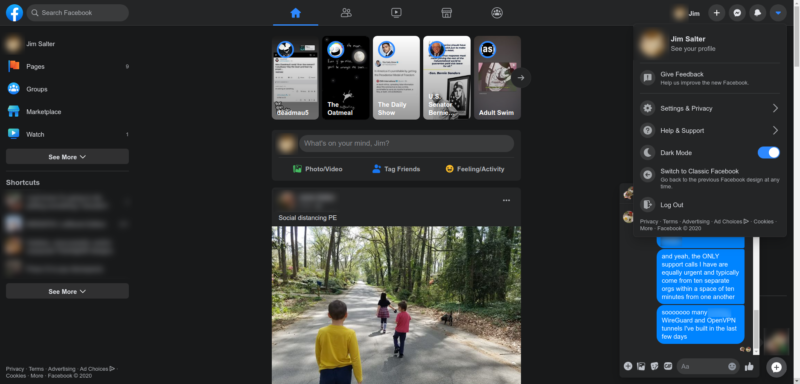 Search Facebook
Jim
Jim Salter
Pages
9
Groups
Marketplace
Watch
1
See More
Shortcuts
See More
Privacy · Terms · Advertising · Ad Choices ·
Cookies · More · Facebook © 2020
deadmau5
The
Oatmeal
The Daily
Show
U.S.
Senator
Bernie...
as
Adult Swim
What's on your mind, Jim?
Photo/Video
Tag Friends
Feeling/Activity
Social distancing PE
Jim Salter
See your profile
Give Feedback
Help us improve the new Facebook.
Settings & Privacy
Help & Support
Dark Mode
Switch to Classic Facebook
Go back to the previous Facebook design at any
time.
Log Out
Privacy · Terms · Advertising · Ad Choices · Cookies ·
More · Facebook © 2020
and yeah, the ONLY
support calls I have are
equally urgent and typically
come from ten separate
orgs within a space of ten
minutes from one another
sooooooo many
WireGuard and OpenVPN
tunnels I've built in the last
few days
GIF
Aa